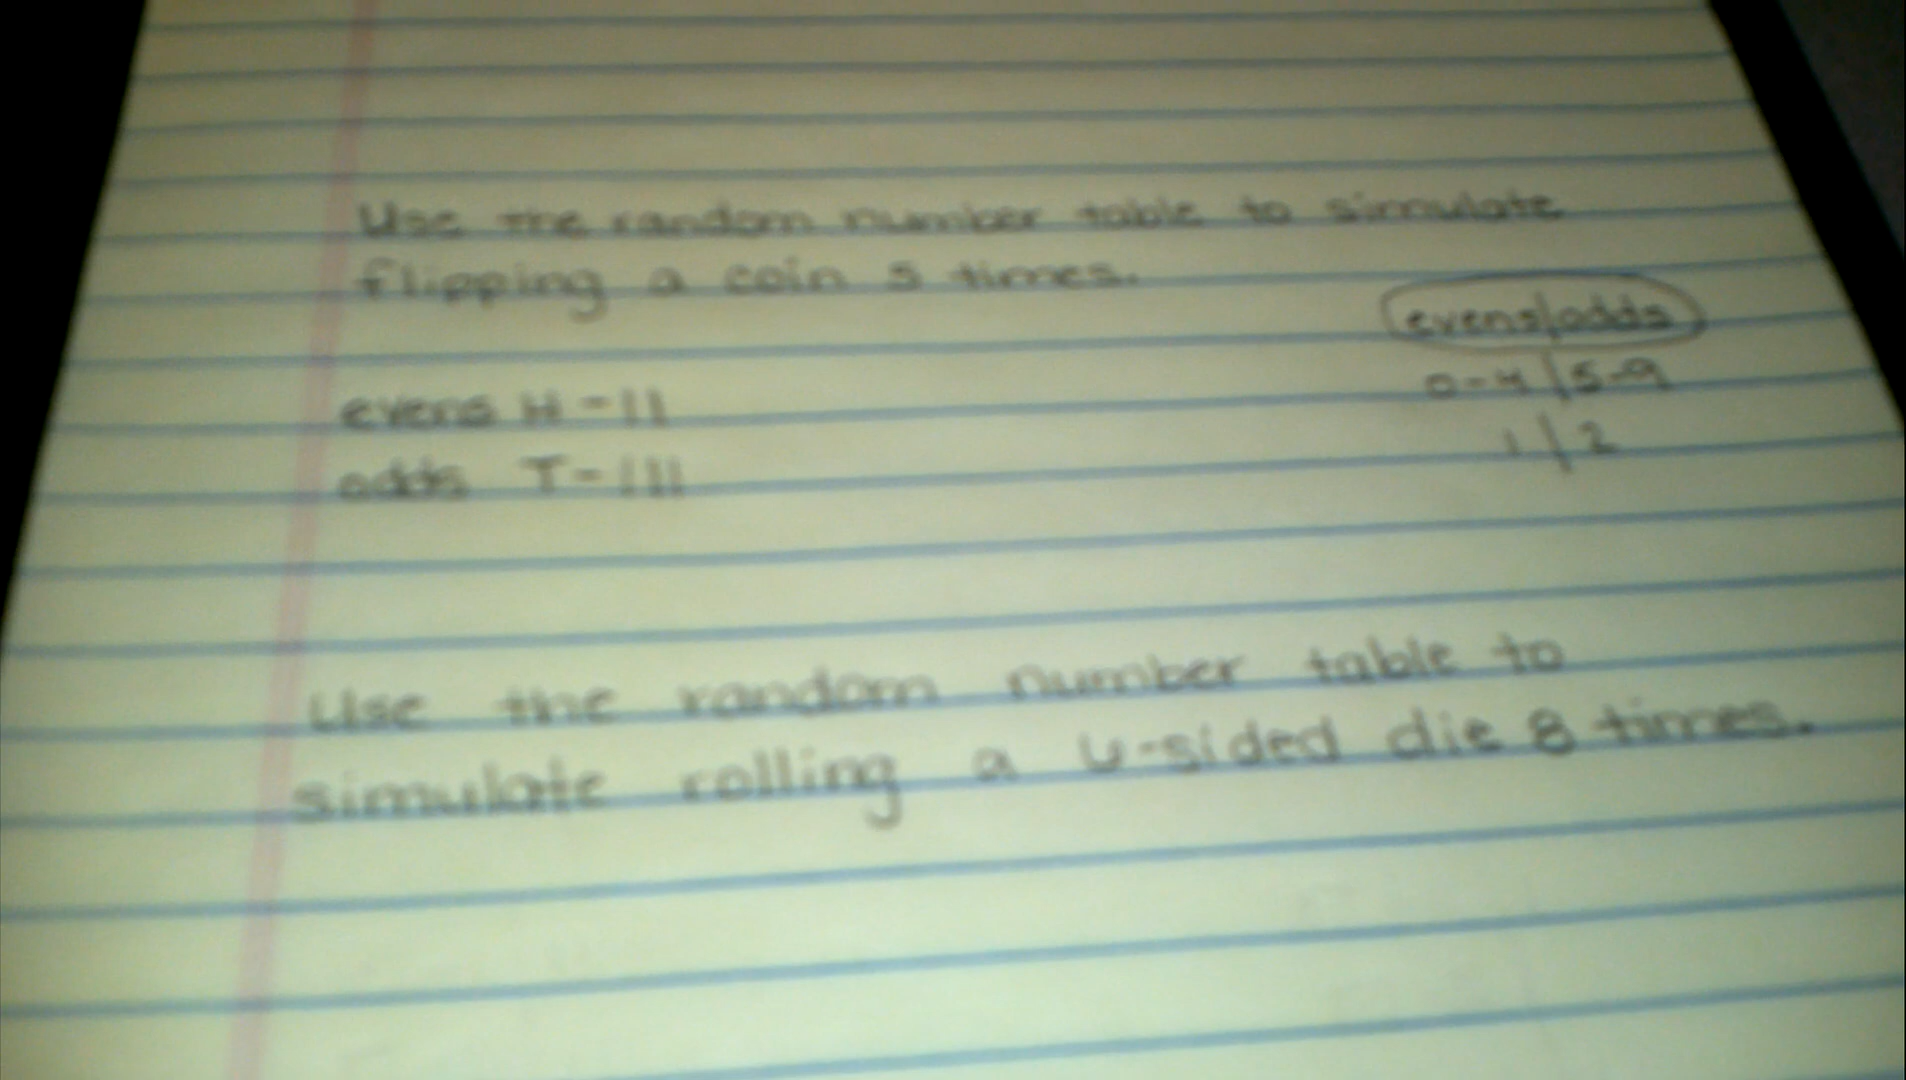 Use the random number table to simulate
flipping a coin 5 times.
evens/odds
0-4/5-9
evens H - 11
1/2
odds T - 111
Use the random number table to
simulate rolling a 6-sided die 8 times.